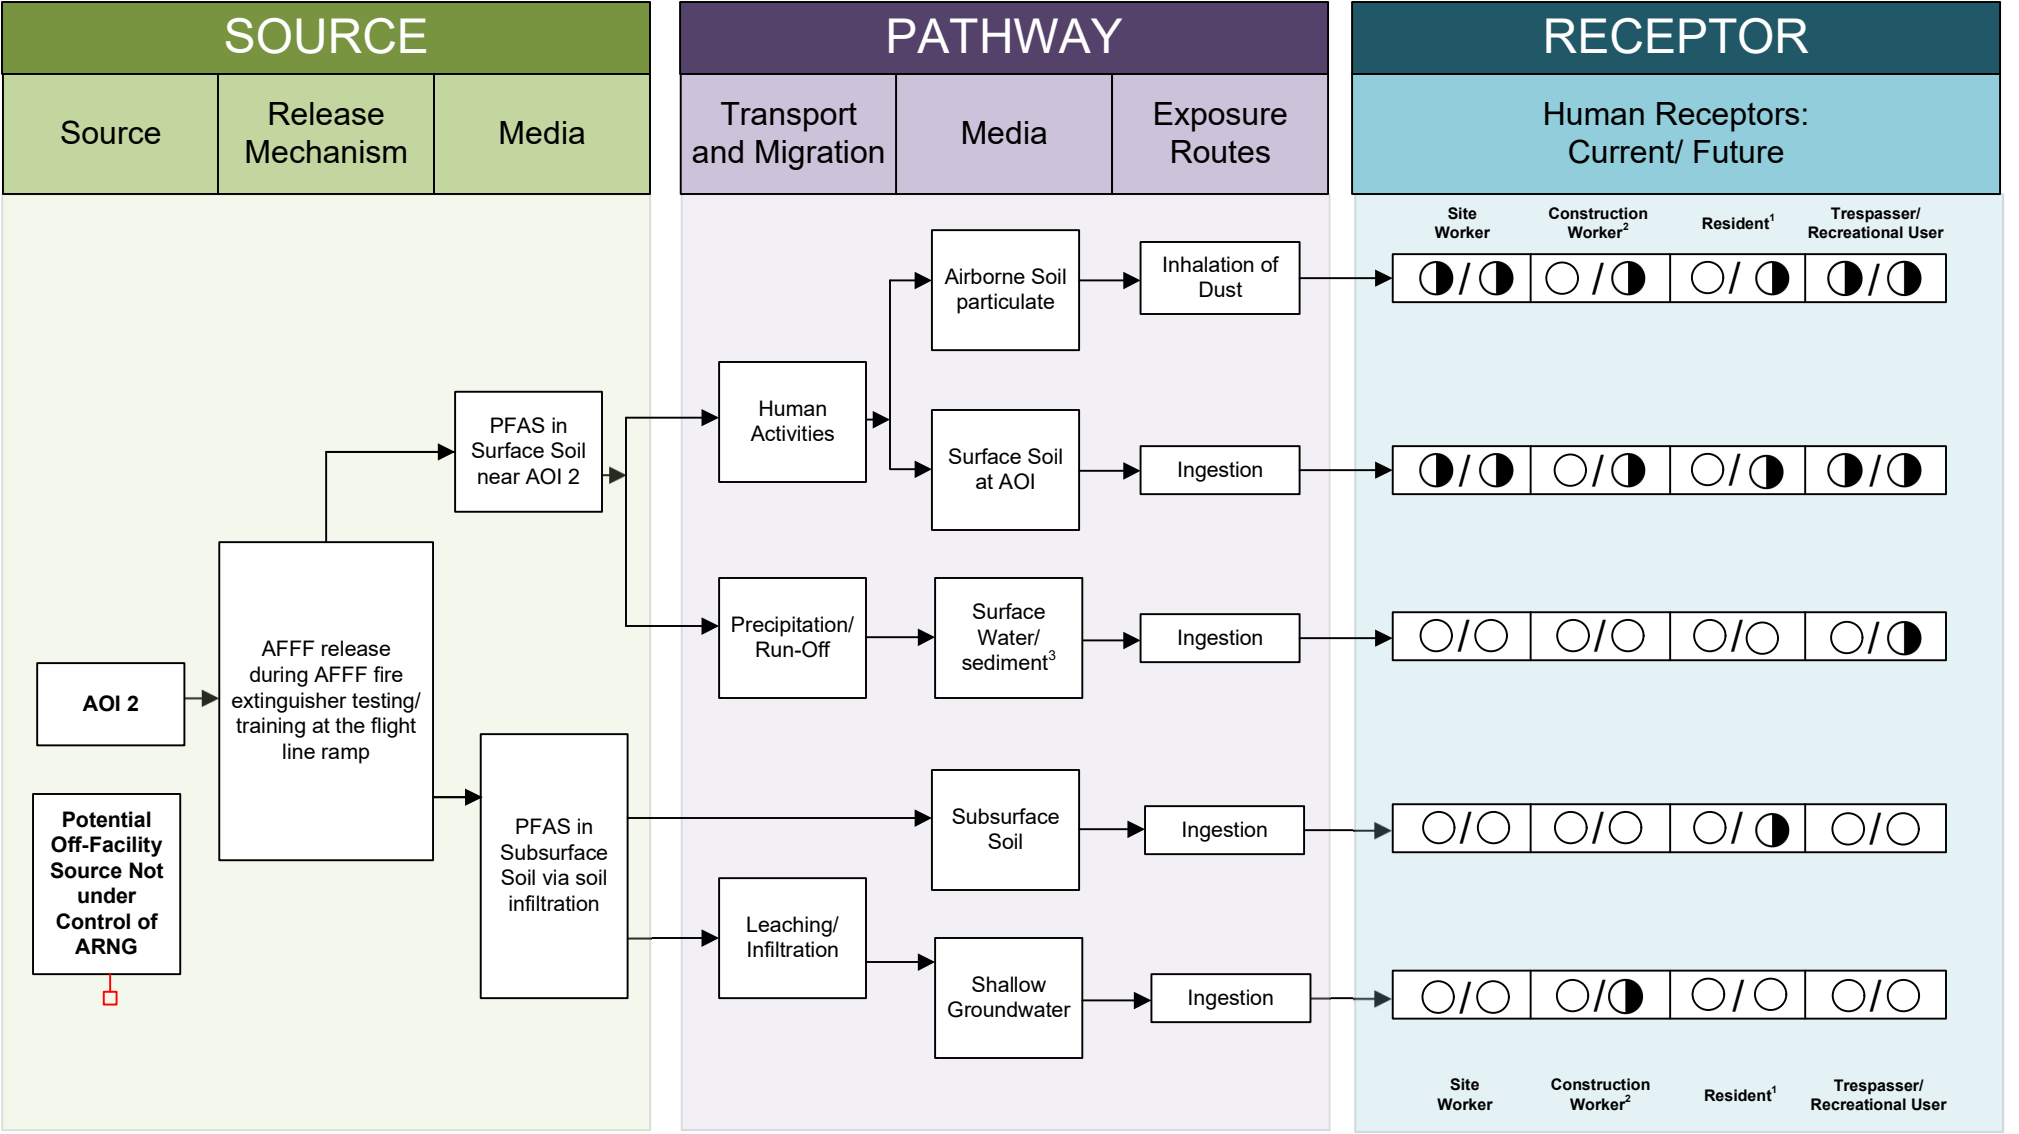 SOURCE
PATHWAY
RECEPTOR
Source
Release
Mechanism
Media
Transport
and Migration
Media
Exposure
Routes
Human Receptors:
Current/ Future
Site
Worker
Construction
Worker2
Resident1
Trespasser/
Recreational User
Airborne Soil
particulate
Inhalation of
Dust
/
/
/
/
Human
Activities
PFAS in
Surface Soil
near AOI 2
Surface Soil
at AOI
Ingestion
/
/
/
/
AFFF release
during AFFF fire
extinguisher testing/
training at the flight
line ramp
Precipitation/
Run-Off
Surface
Water/
sediment3
Ingestion
/
/
/
/
AOI 2
Potential
Off-Facility
Source Not
under
Control of
ARNG
PFAS in
Subsurface
Soil via soil
infiltration
Subsurface
Soil
Ingestion
/
/
/
/
Leaching/
Infiltration
Shallow
Groundwater
Ingestion
/
/
/
/
Site
Worker
Construction
Worker2
Resident1
Trespasser/
Recreational User